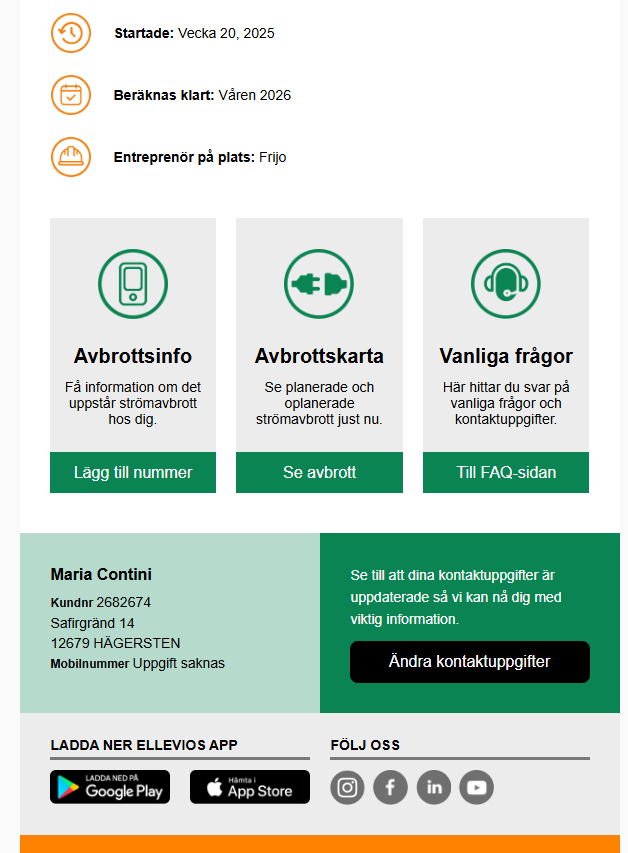 Startade: Vecka 20, 2025
Beräknas klart: Våren 2026
Entreprenör på plats: Frijo
Avbrottsinfo
Få information om det
uppstår strömavbrott
hos dig.
Lägg till nummer
Avbrottskarta
Se planerade och
oplanerade
strömavbrott just nu.
Se avbrott
Vanliga frågor
Här hittar du svar på
vanliga frågor och
kontaktuppgifter.
Till FAQ-sidan
Maria Contini
Kundnr 2682674
Safirgränd 14
12679 HÄGERSTEN
Mobilnummer Uppgift saknas
Se till att dina kontaktuppgifter är
uppdaterade så vi kan nå dig med
viktig information.
Ändra kontaktuppgifter
LADDA NER ELLEVIOS APP
LADDA NED PÅ
Google Play
Hämta i
App Store
FÖLJ OSS